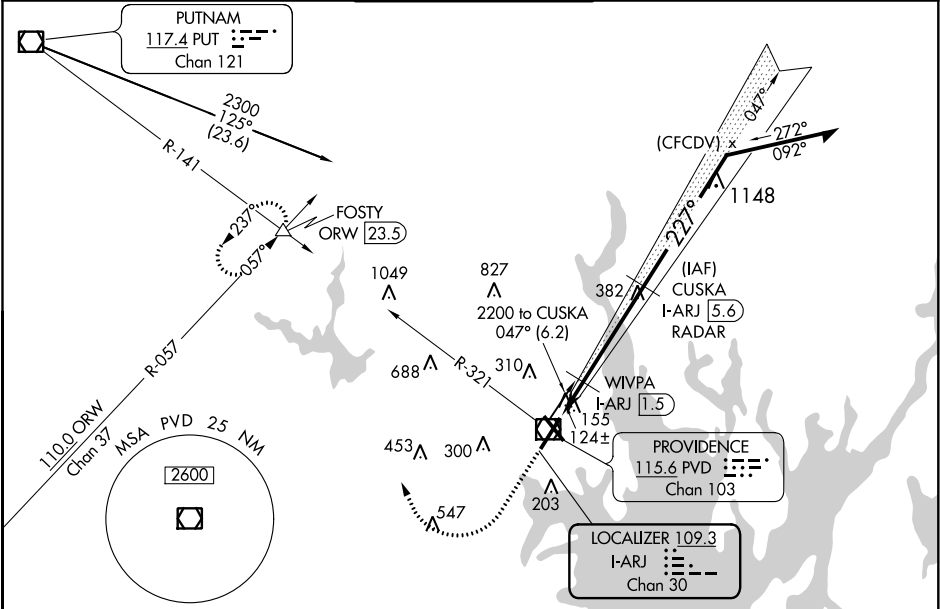 PUTNAM
117.4 PUT
Chan 121
2300
125°
(23.6)
R-141
237°
057°
FOSTY
ORW 23.5
047°
(CFCDV) x
272°
092°
1148
227°
1049
827
382
(IAF)
CUSKA
I-ARJ 5.6
RADAR
2200 to CUSKA
047° (6.2)
R-321
688
310
R-057
WIVPA
I-ARJ 1.5
155
124±
110.0 ORW
Chan 37
453
300
PROVIDENCE
115.6 PVD
Chan 103
MSA PVD 25 NM
2600
203
547
LOCALIZER 109.3
I-ARJ
Chan 30